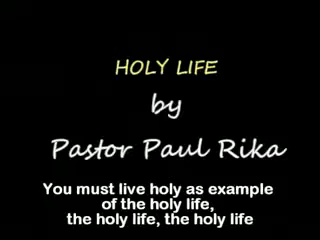 HOLY LIFE
by
Pastor Paul Rika
You must live holy as example
of the holy life,
the holy life, the holy life